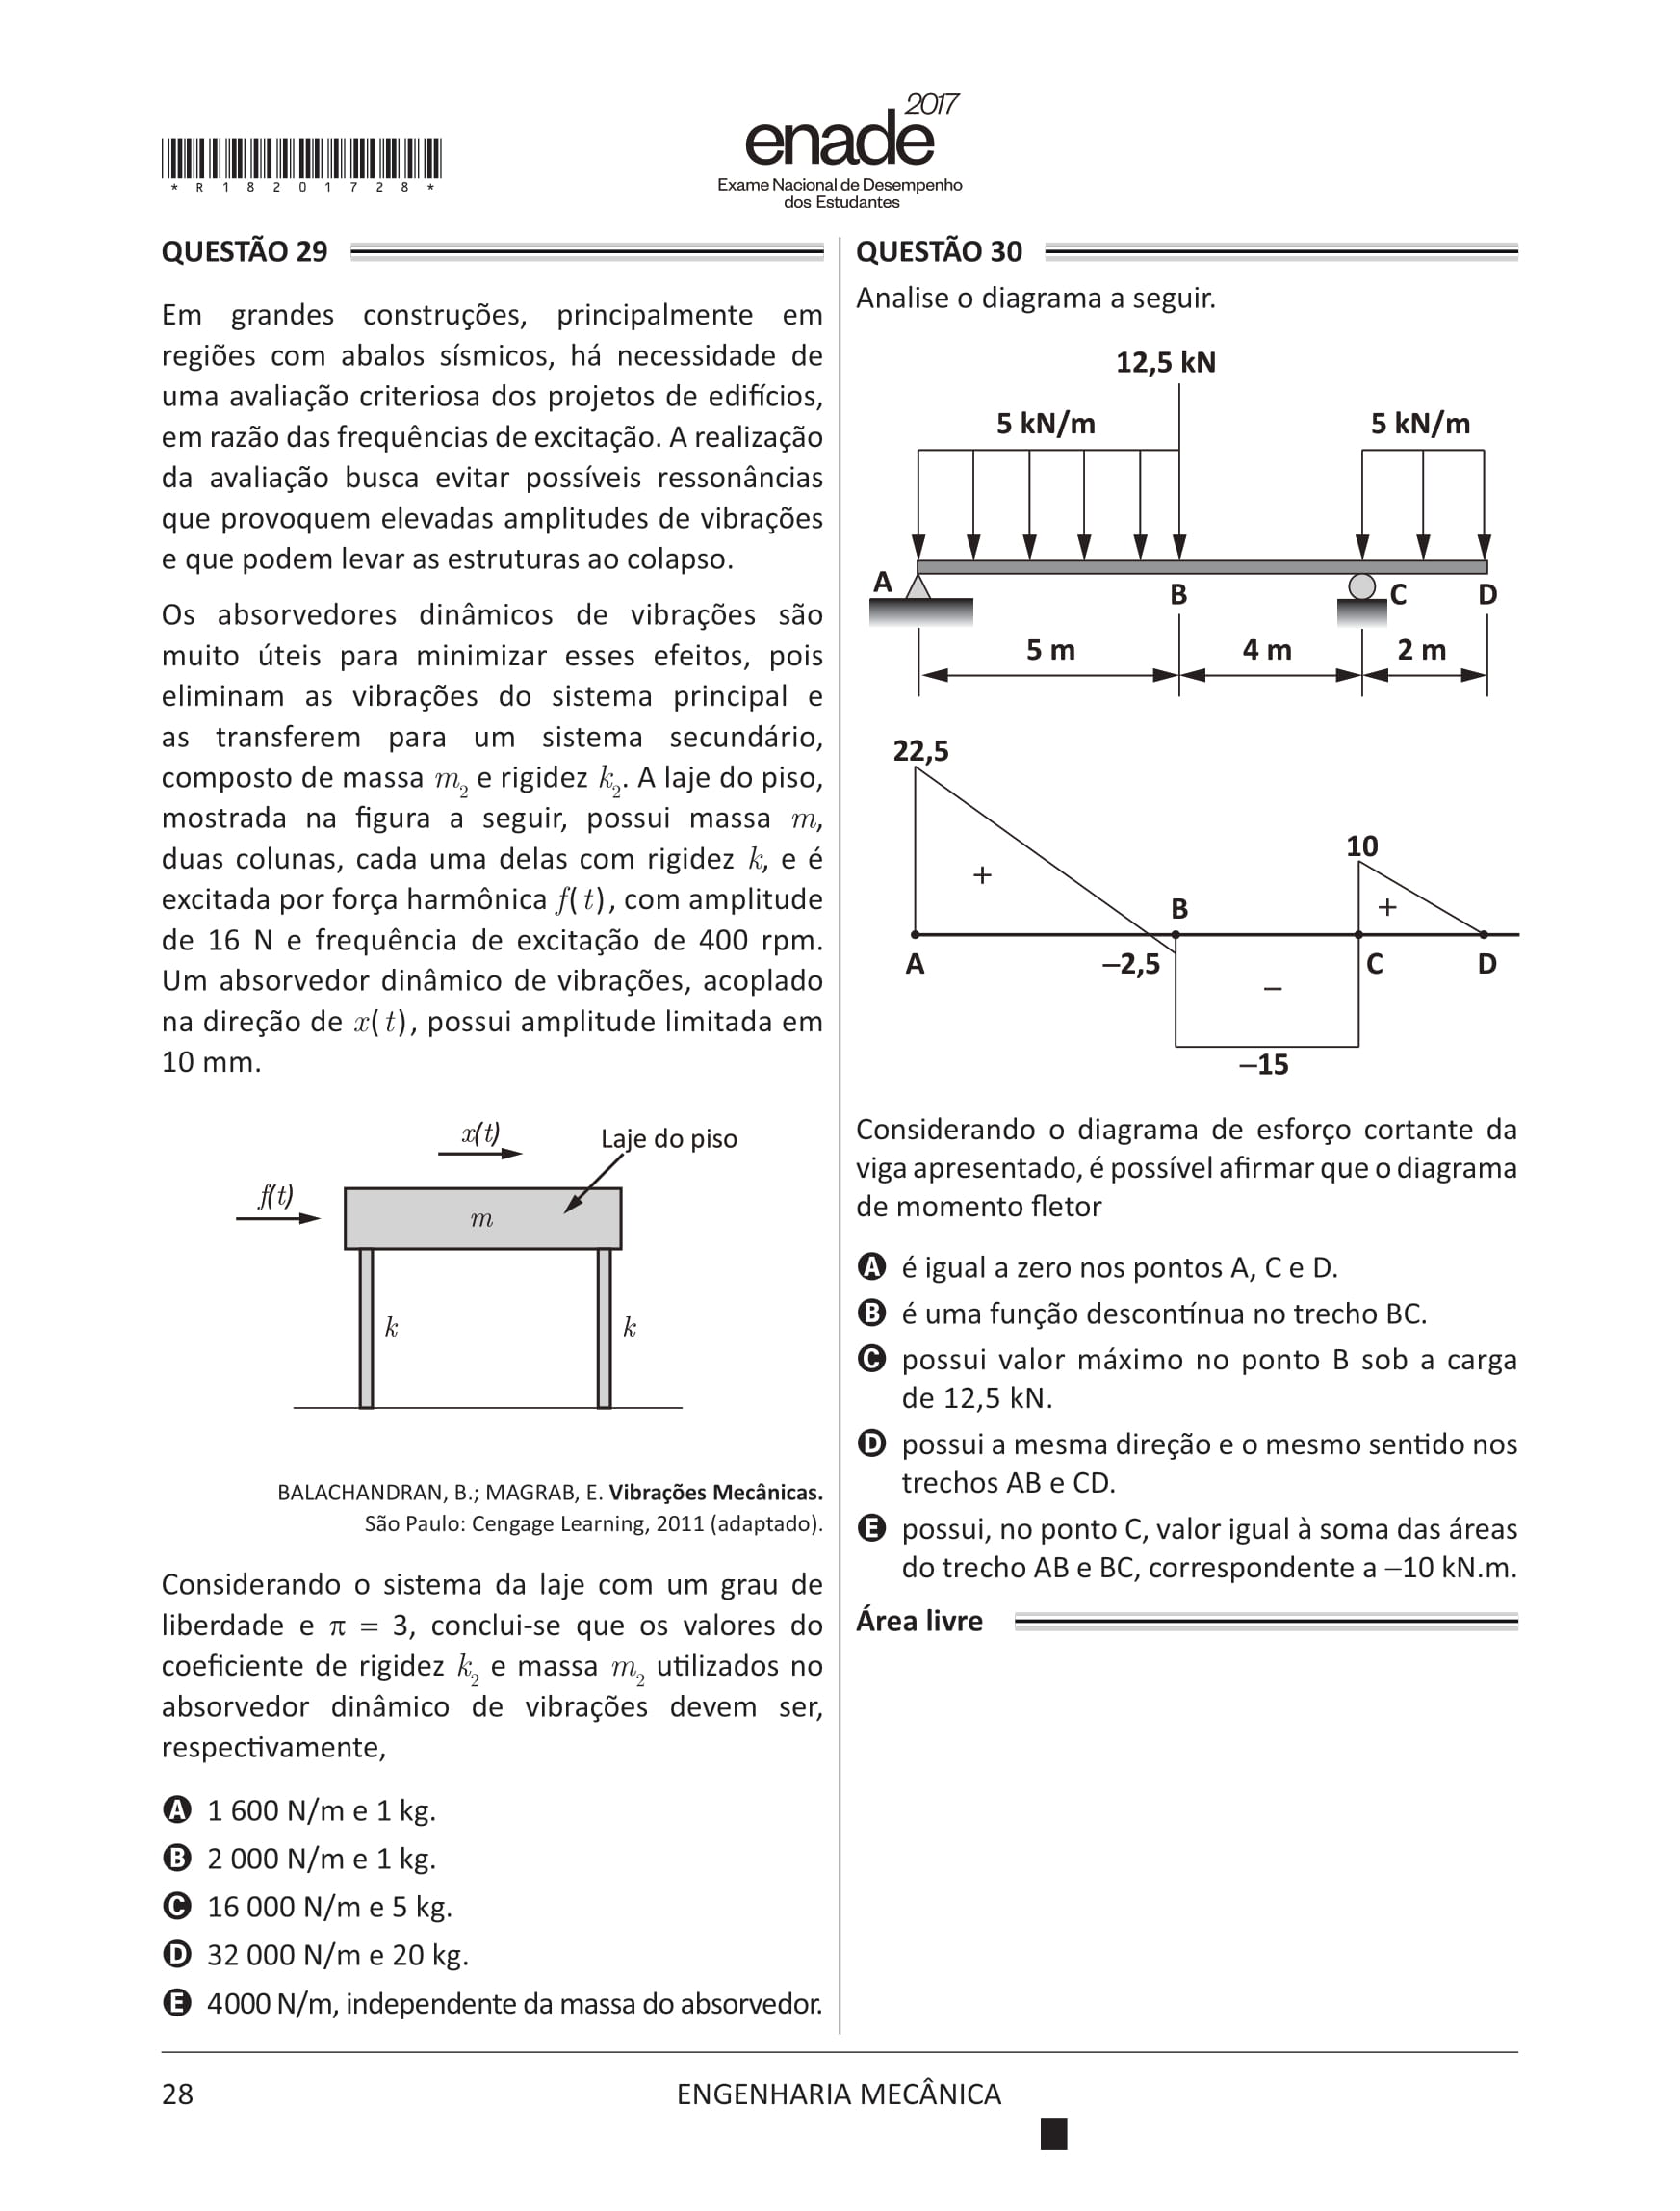 * R 1 8 2 0 1 7 2 8 *
2017
enade
Exame Nacional de Desempenho
dos Estudantes
QUESTÃO 29
Em grandes construções, principalmente em
regiões com abalos sísmicos, há necessidade de
uma avaliação criteriosa dos projetos de edifícios,
em razão das frequências de excitação. A realização
da avaliação busca evitar possíveis ressonâncias
que provoquem elevadas amplitudes de vibrações
e que podem levar as estruturas ao colapso.
Os absorvedores dinâmicos de vibrações são
muito úteis para minimizar esses efeitos, pois
eliminam as vibrações do sistema principal e
as transferem para um sistema secundário,
composto de massa m₂ e rigidez k₂. A laje do piso,
mostrada na figura a seguir, possui massa m,
duas colunas, cada uma delas com rigidez k, e é
excitada por força harmônica f(t), com amplitude
de 16 N e frequência de excitação de 400 rpm.
Um absorvedor dinâmico de vibrações, acoplado
na direção de x(t), possui amplitude limitada em
10 mm.
x(t)
Laje do piso
f(t)
m
k
k
BALACHANDRAN, B.; MAGRAB, E. Vibrações Mecânicas.
São Paulo: Cengage Learning, 2011 (adaptado).
Considerando o sistema da laje com um grau de
liberdade e π = 3, conclui-se que os valores do
coeficiente de rigidez k₂ e massa m₂ utilizados no
absorvedor dinâmico de vibrações devem ser,
respectivamente,
A 1 600 N/m e 1 kg.
B 2 000 N/m e 1 kg.
C 16 000 N/m e 5 kg.
D 32 000 N/m e 20 kg.
E 4000 N/m, independente da massa do absorvedor.
QUESTÃO 30
Analise o diagrama a seguir.
12,5 kN
5 kN/m
5 kN/m
A
B
C
D
5 m
4 m
2 m
22,5
10
+
B
+
A
−2,5
C
D
−
−15
Considerando o diagrama de esforço cortante da
viga apresentado, é possível afirmar que o diagrama
de momento fletor
A é igual a zero nos pontos A, C e D.
B é uma função descontínua no trecho BC.
C possui valor máximo no ponto B sob a carga
de 12,5 kN.
D possui a mesma direção e o mesmo sentido nos
trechos AB e CD.
E possui, no ponto C, valor igual à soma das áreas
do trecho AB e BC, correspondente a −10 kN.m.
Área livre
28
ENGENHARIA MECÂNICA